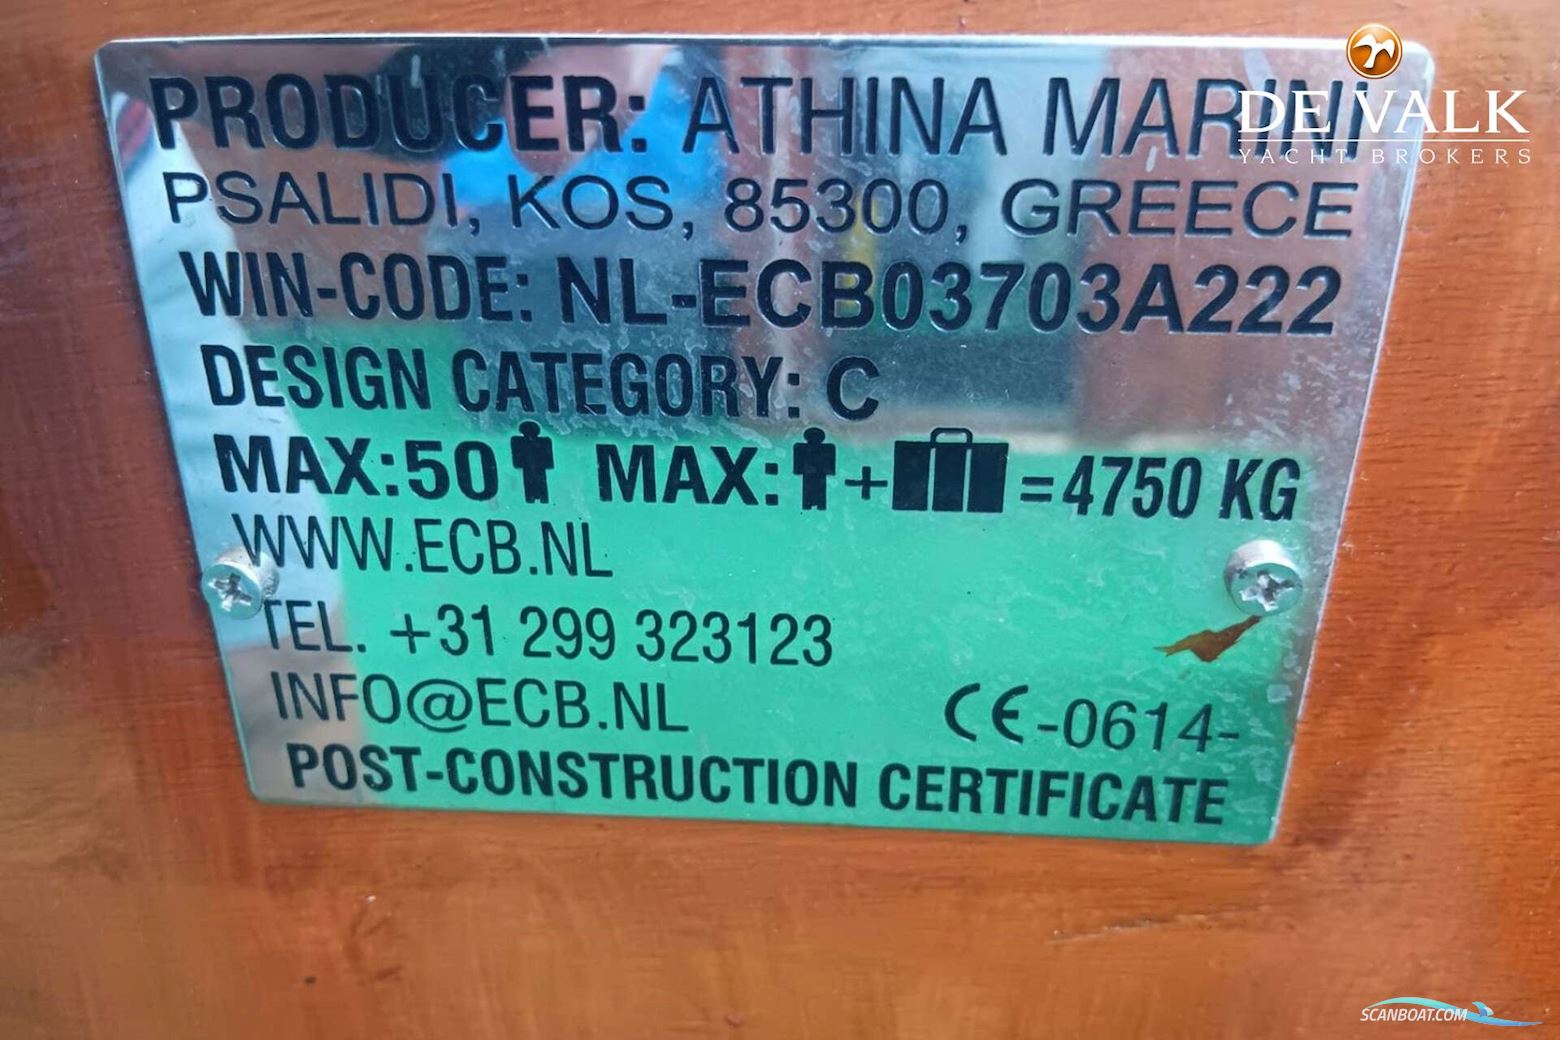 PRODUCER: ATHINA MARINI
DE VALK
YACHT BROKERS
PSALIDI, KOS, 85300, GREECE
WIN-CODE: NL-ECB03703A222
DESIGN CATEGORY: C
MAX:50 MAX: + =4750 KG
WWW.ECB.NL
TEL. +31 299 323123
INFO@ECB.NL
CE-0614-
POST-CONSTRUCTION CERTIFICATE
SCANBOAT.COM